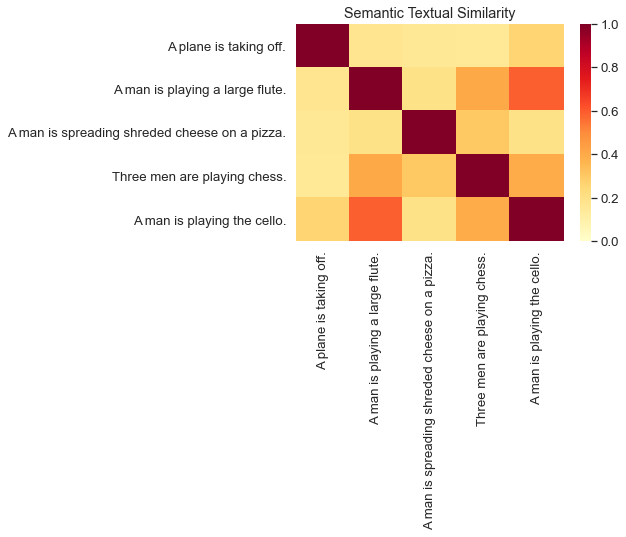 Semantic Textual Similarity
A plane is taking off.
A man is playing a large flute.
A man is spreading shreded cheese on a pizza.
Three men are playing chess.
A man is playing the cello.
1.0
0.8
0.6
0.4
0.2
0.0
A plane is taking off.
A man is playing a large flute.
A man is spreading shreded cheese on a pizza.
Three men are playing chess.
A man is playing the cello.